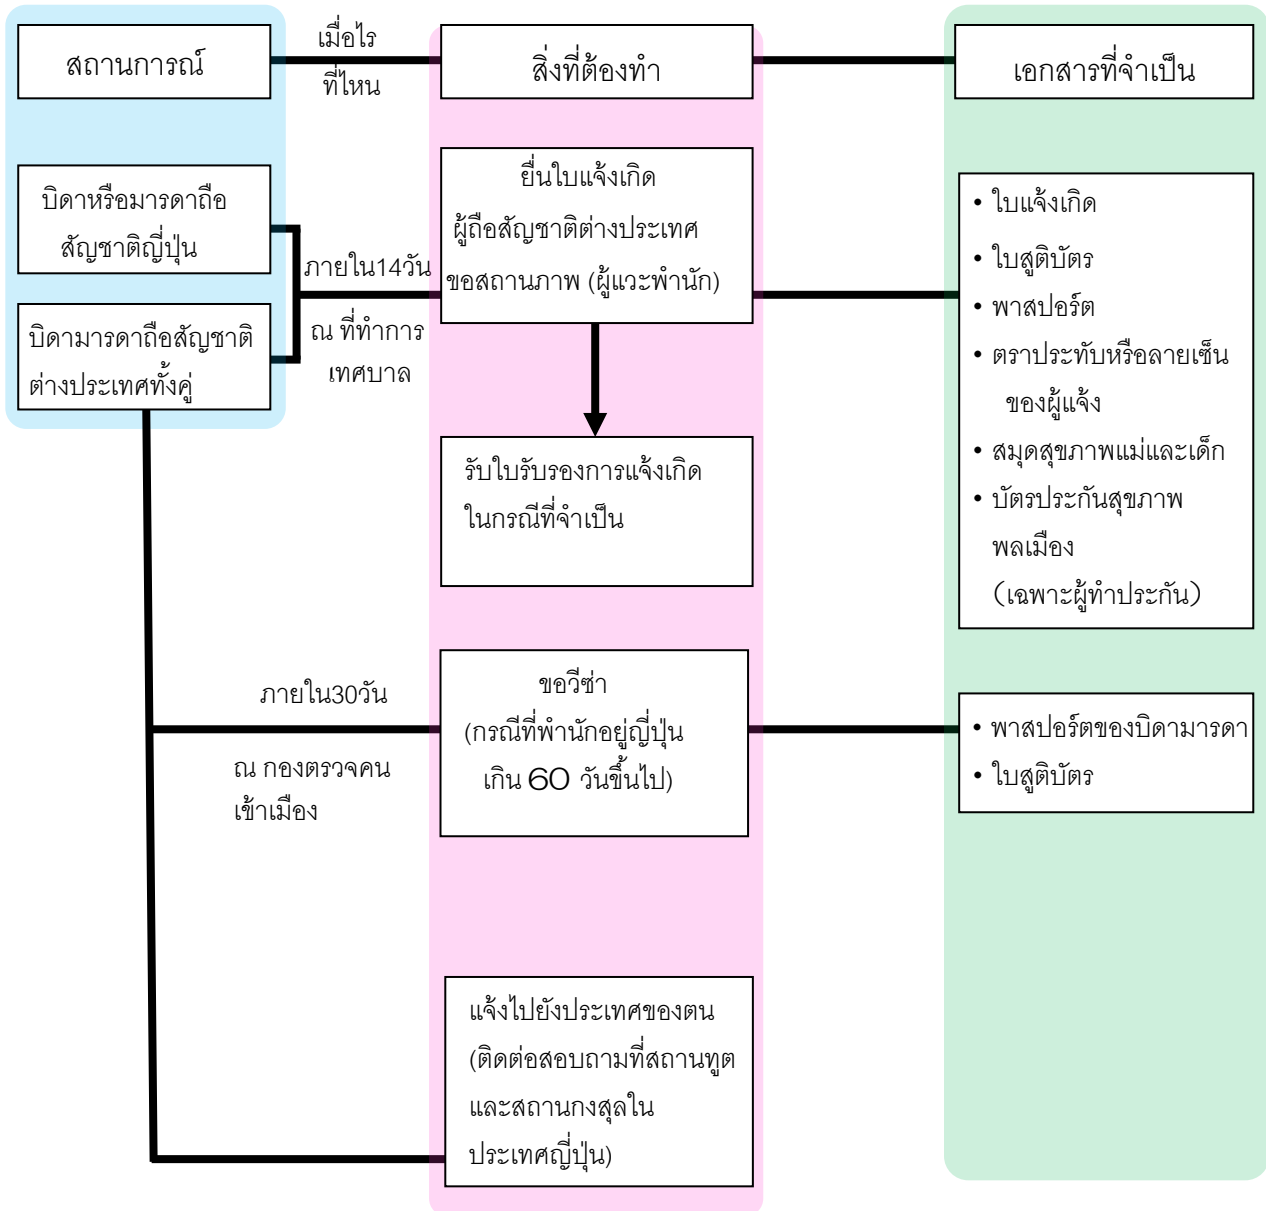 สถานการณ์
เมื่อไร
ที่ไหน
สิ่งที่ต้องทำ
เอกสารที่จำเป็น
บิดาหรือมารดาถือ
สัญชาติญี่ปุ่น
บิดามารดาถือสัญชาติ
ต่างประเทศทั้งคู่
ภายใน14วัน
ณ ที่ทำการ
เทศบาล
ยื่นใบแจ้งเกิด
ผู้ถือสัญชาติต่างประเทศ
ขอสถานภาพ (ผู้แวะพำนัก)
• ใบแจ้งเกิด
• ใบสูติบัตร
• พาสปอร์ต
• ตราประทับหรือลายเซ็น
ของผู้แจ้ง
• สมุดสุขภาพแม่และเด็ก
• บัตรประกันสุขภาพ
พลเมือง
(เฉพาะผู้ทำประกัน)
รับใบรับรองการแจ้งเกิด
ในกรณีที่จำเป็น
ภายใน30วัน
ณ กองตรวจคน
เข้าเมือง
ขอวีซ่า
(กรณีที่พำนักอยู่ญี่ปุ่น
เกิน 60 วันขึ้นไป)
• พาสปอร์ตของบิดามารดา
• ใบสูติบัตร
แจ้งไปยังประเทศของตน
(ติดต่อสอบถามที่สถานทูต
และสถานกงสุลใน
ประเทศญี่ปุ่น)